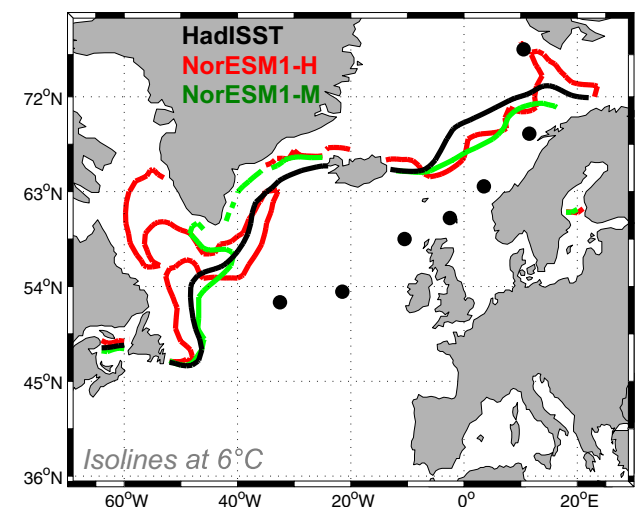 HadISST
NorESM1-H
NorESM1-M
72°N
63°N
54°N
45°N
36°N
Isolines at 6°C
60°W 40°W 20°W 0° 20°E